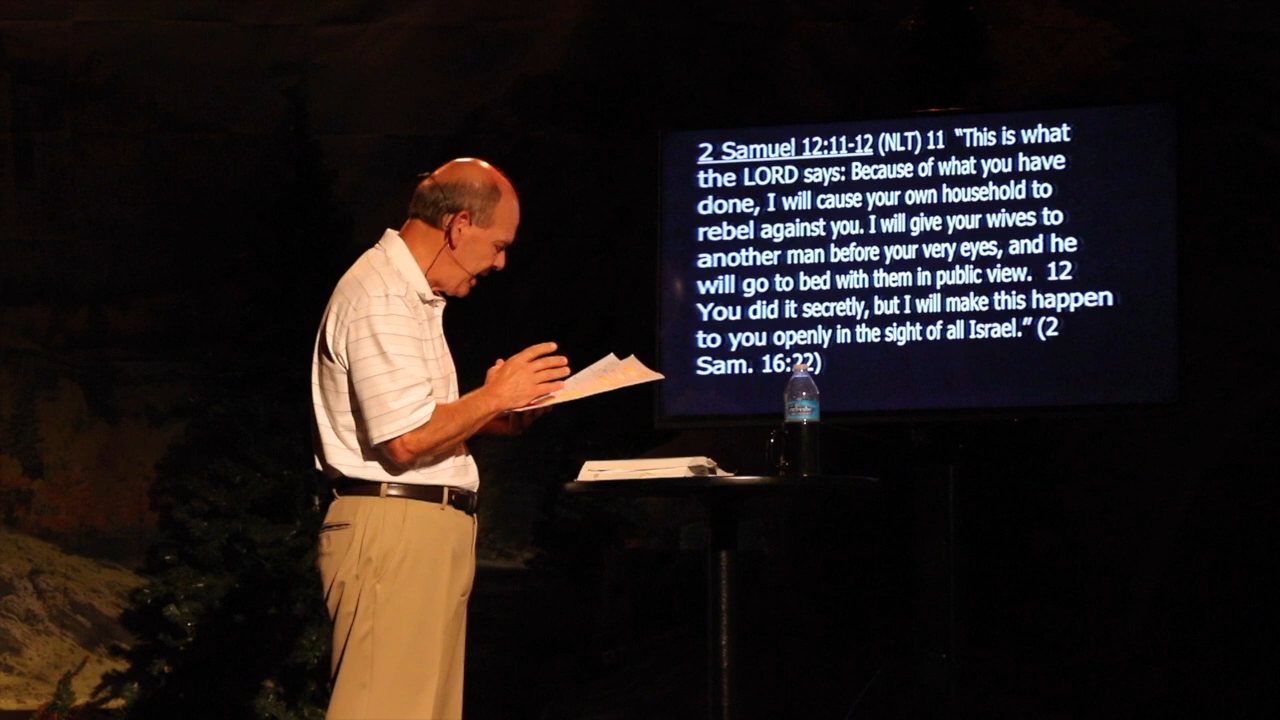 2 Samuel 12:11-12 (NLT) 11 “This is what
the LORD says: Because of what you have
done, I will cause your own household to
rebel against you. I will give your wives to
another man before your very eyes, and he
will go to bed with them in public view. 12
You did it secretly, but I will make this happen
to you openly in the sight of all Israel.” (2
Sam. 16:22)